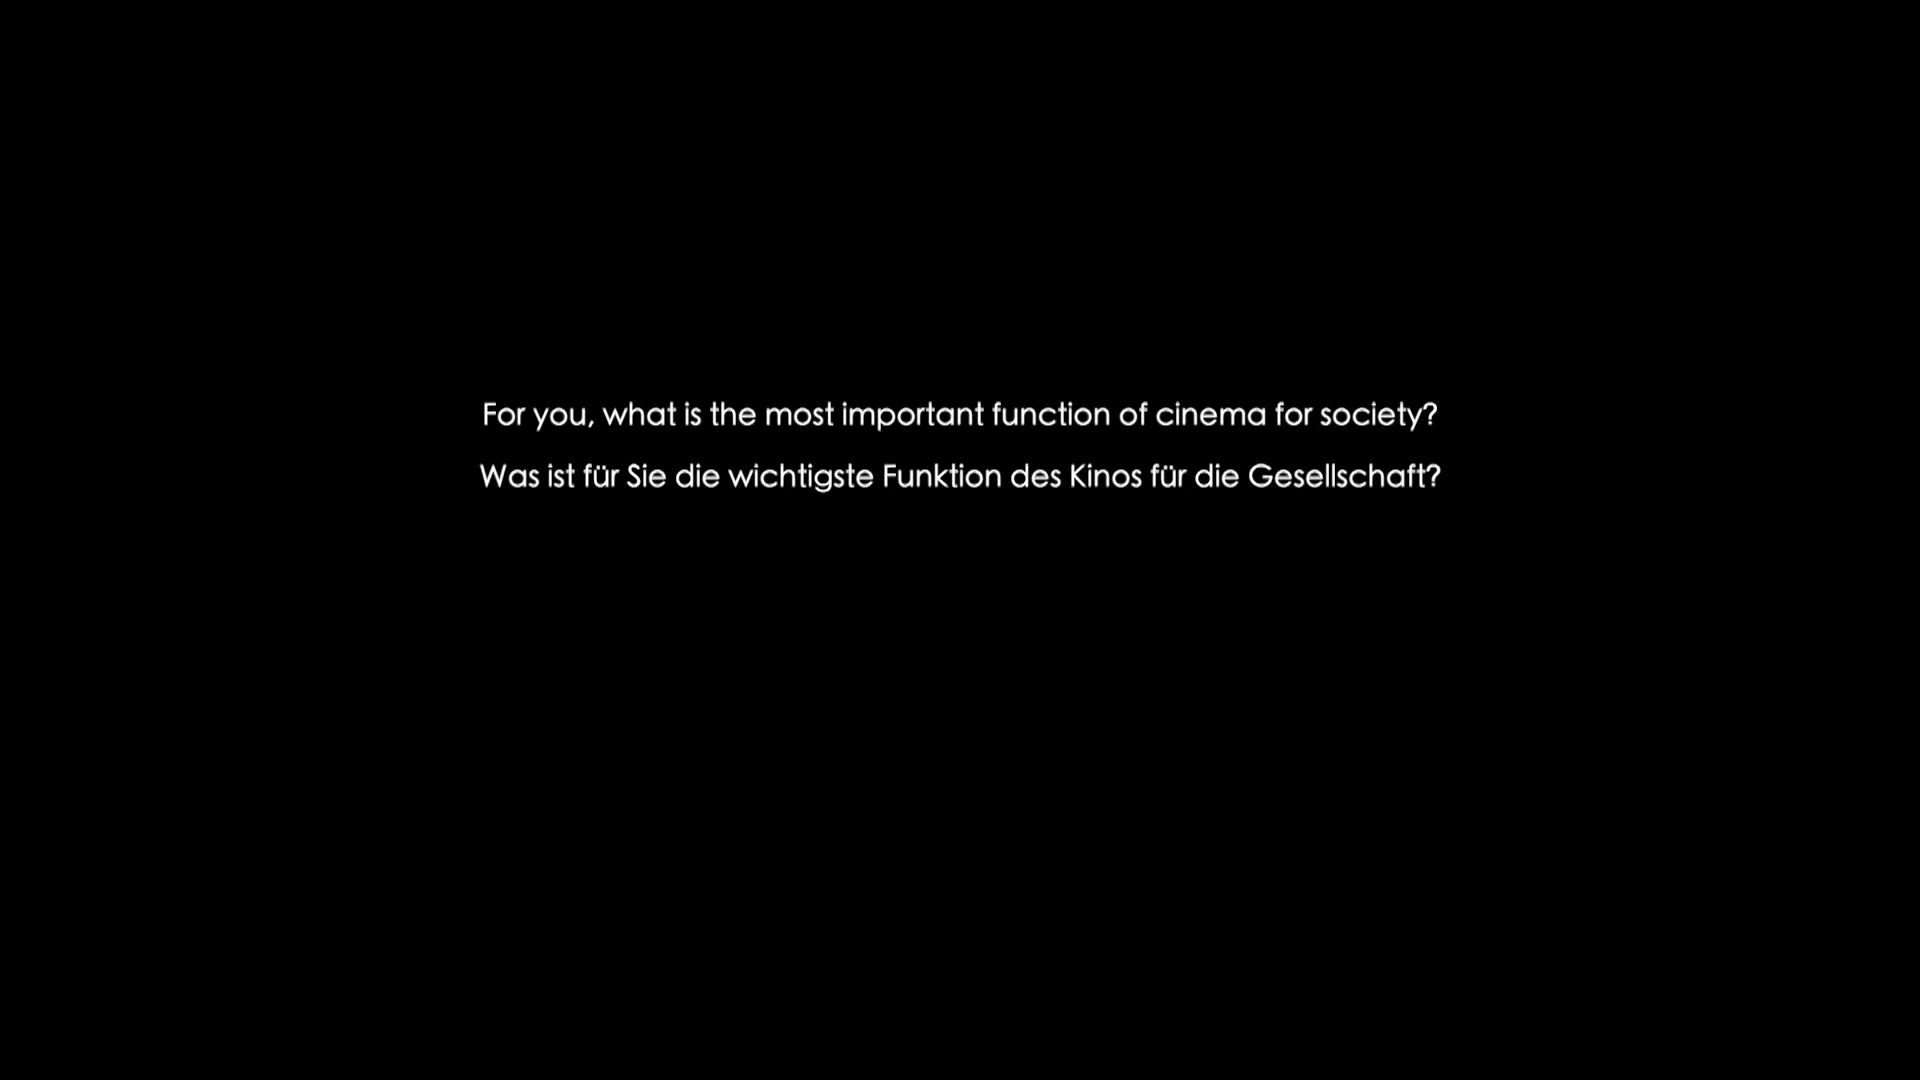 For you, what is the most important function of cinema for society?
Was ist für Sie die wichtigste Funktion des Kinos für die Gesellschaft?